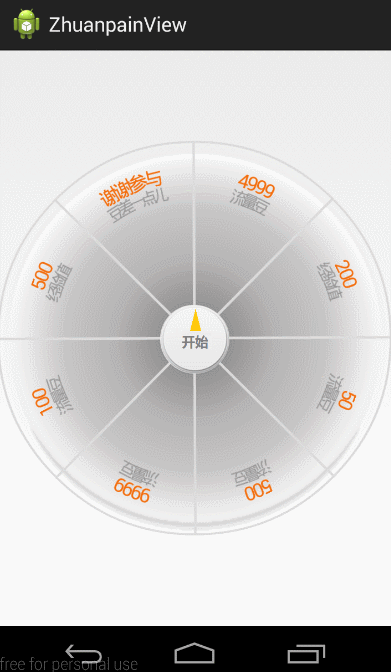 ZhuanpainView
谢谢参与
豆差一点儿
4999
流量豆
200
经验值
50
流量豆
500
流量豆
9999
流量豆
100
流量豆
500
经验值
开始
free for personal use